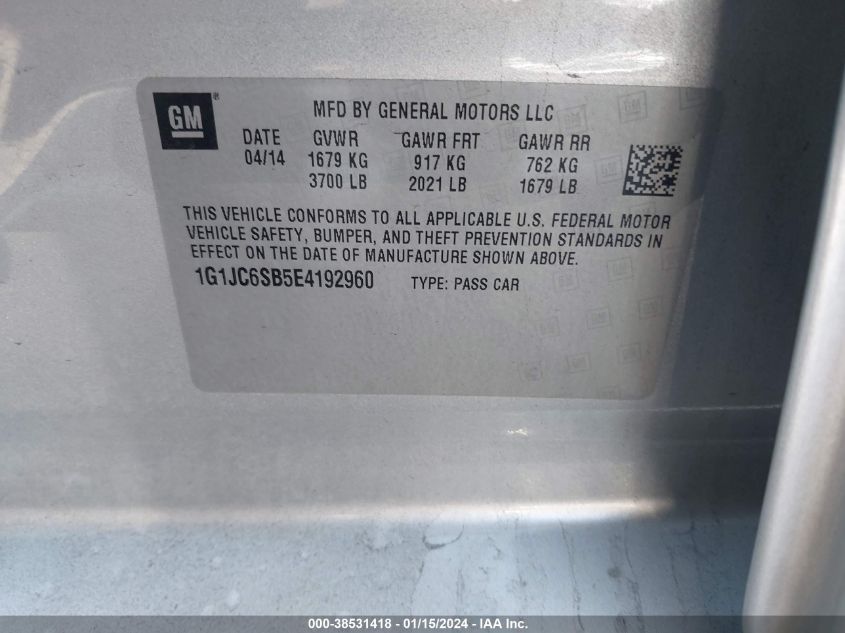 GM®
MFD BY GENERAL MOTORS LLC
DATE GVWR GAWR FRT GAWR RR
04/14 1679 KG 917 KG 762 KG
3700 LB 2021 LB 1679 LB
THIS VEHICLE CONFORMS TO ALL APPLICABLE U.S. FEDERAL MOTOR
VEHICLE SAFETY, BUMPER, AND THEFT PREVENTION STANDARDS IN
EFFECT ON THE DATE OF MANUFACTURE SHOWN ABOVE.
1G1JC6SB5E4192960 TYPE: PASS CAR
000-38531418 - 01/15/2024 - IAA Inc.